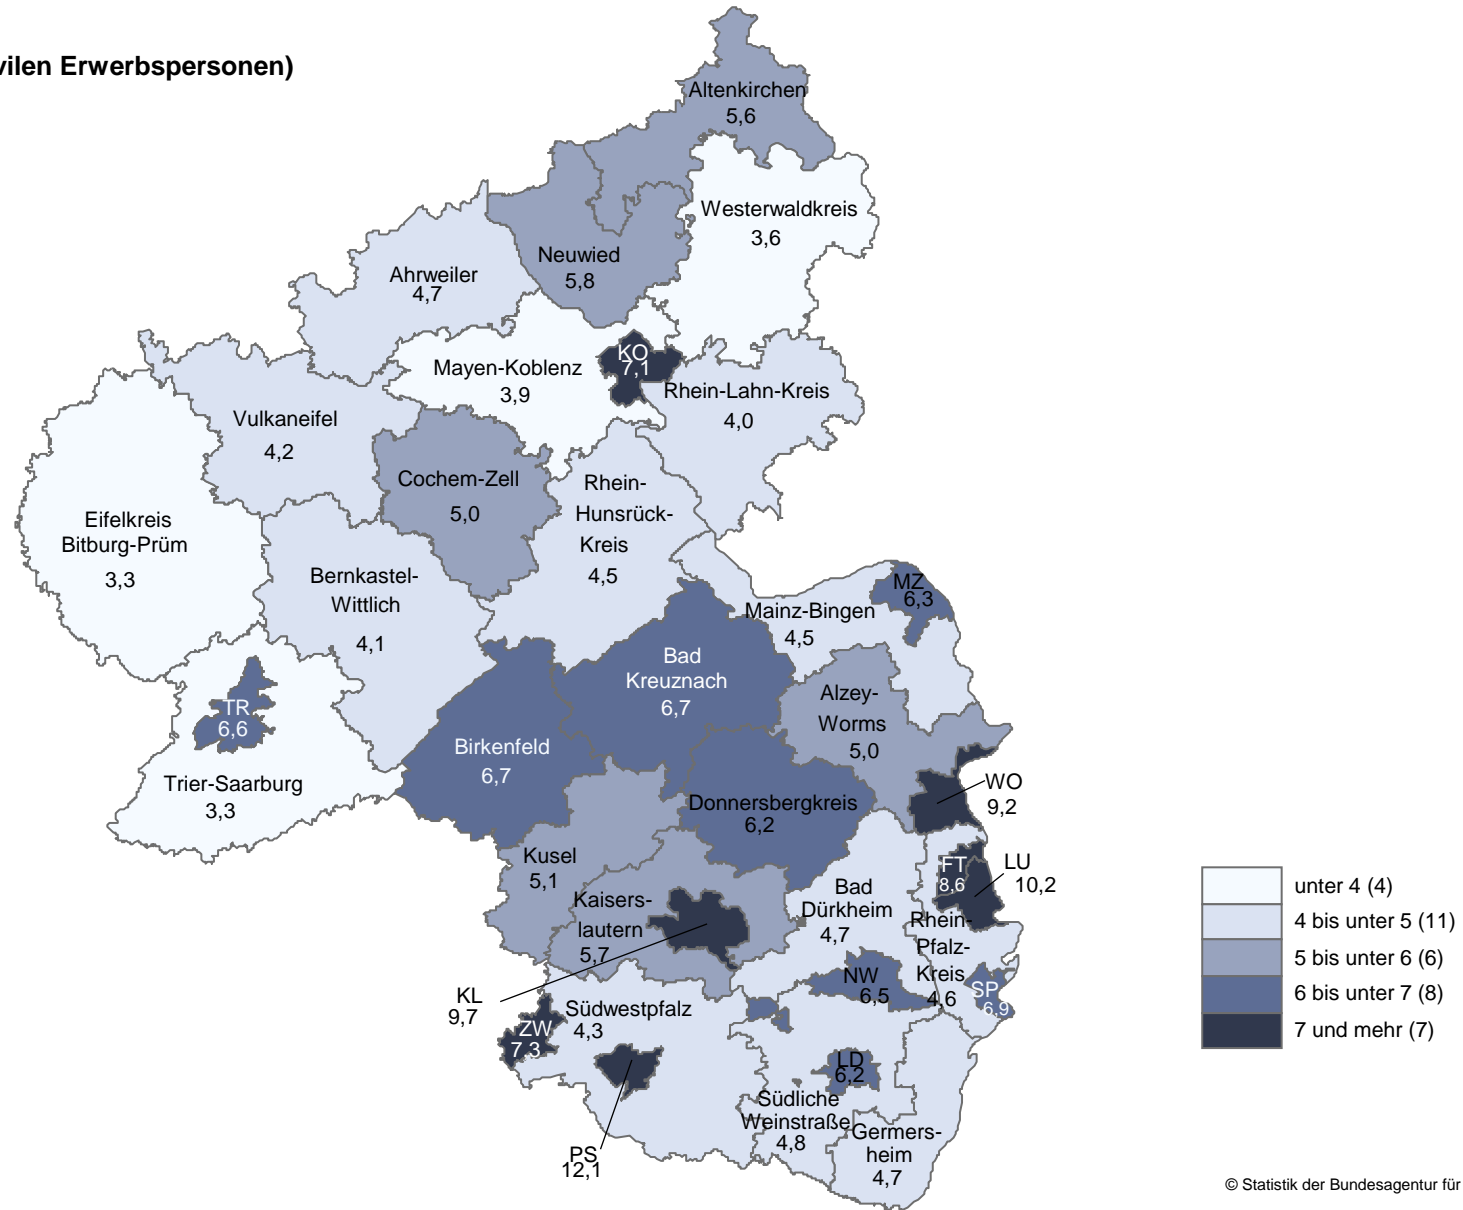 vilen Erwerbspersonen)
Altenkirchen
5,6
Westerwaldkreis
3,6
Neuwied
5,8
Ahrweiler
4,7
KO
7,1
Mayen-Koblenz
3,9
Rhein-Lahn-Kreis
4,0
Vulkaneifel
4,2
Cochem-Zell
5,0
Rhein-
Hunsrück-
Kreis
4,5
Eifelkreis
Bitburg-Prüm
3,3
Bernkastel-
Wittlich
4,1
MZ
6,3
Mainz-Bingen
4,5
Bad
Kreuznach
6,7
Alzey-
Worms
5,0
TR
6,6
Birkenfeld
6,7
Trier-Saarburg
3,3
Donnersbergkreis
6,2
WO
9,2
Kusel
5,1
FT
8,6
LU
10,2
Kaisers-
lautern
5,7
Bad
Dürkheim
4,7
Rhein-
Pfalz-
Kreis
4,6
NW
6,5
SP
6,9
KL
9,7
Südwestpfalz
4,3
ZW
7,3
LD
6,2
Südliche
Weinstraße
4,8
Germers-
heim
4,7
PS
12,1
unter 4 (4)
4 bis unter 5 (11)
5 bis unter 6 (6)
6 bis unter 7 (8)
7 und mehr (7)
© Statistik der Bundesagentur für